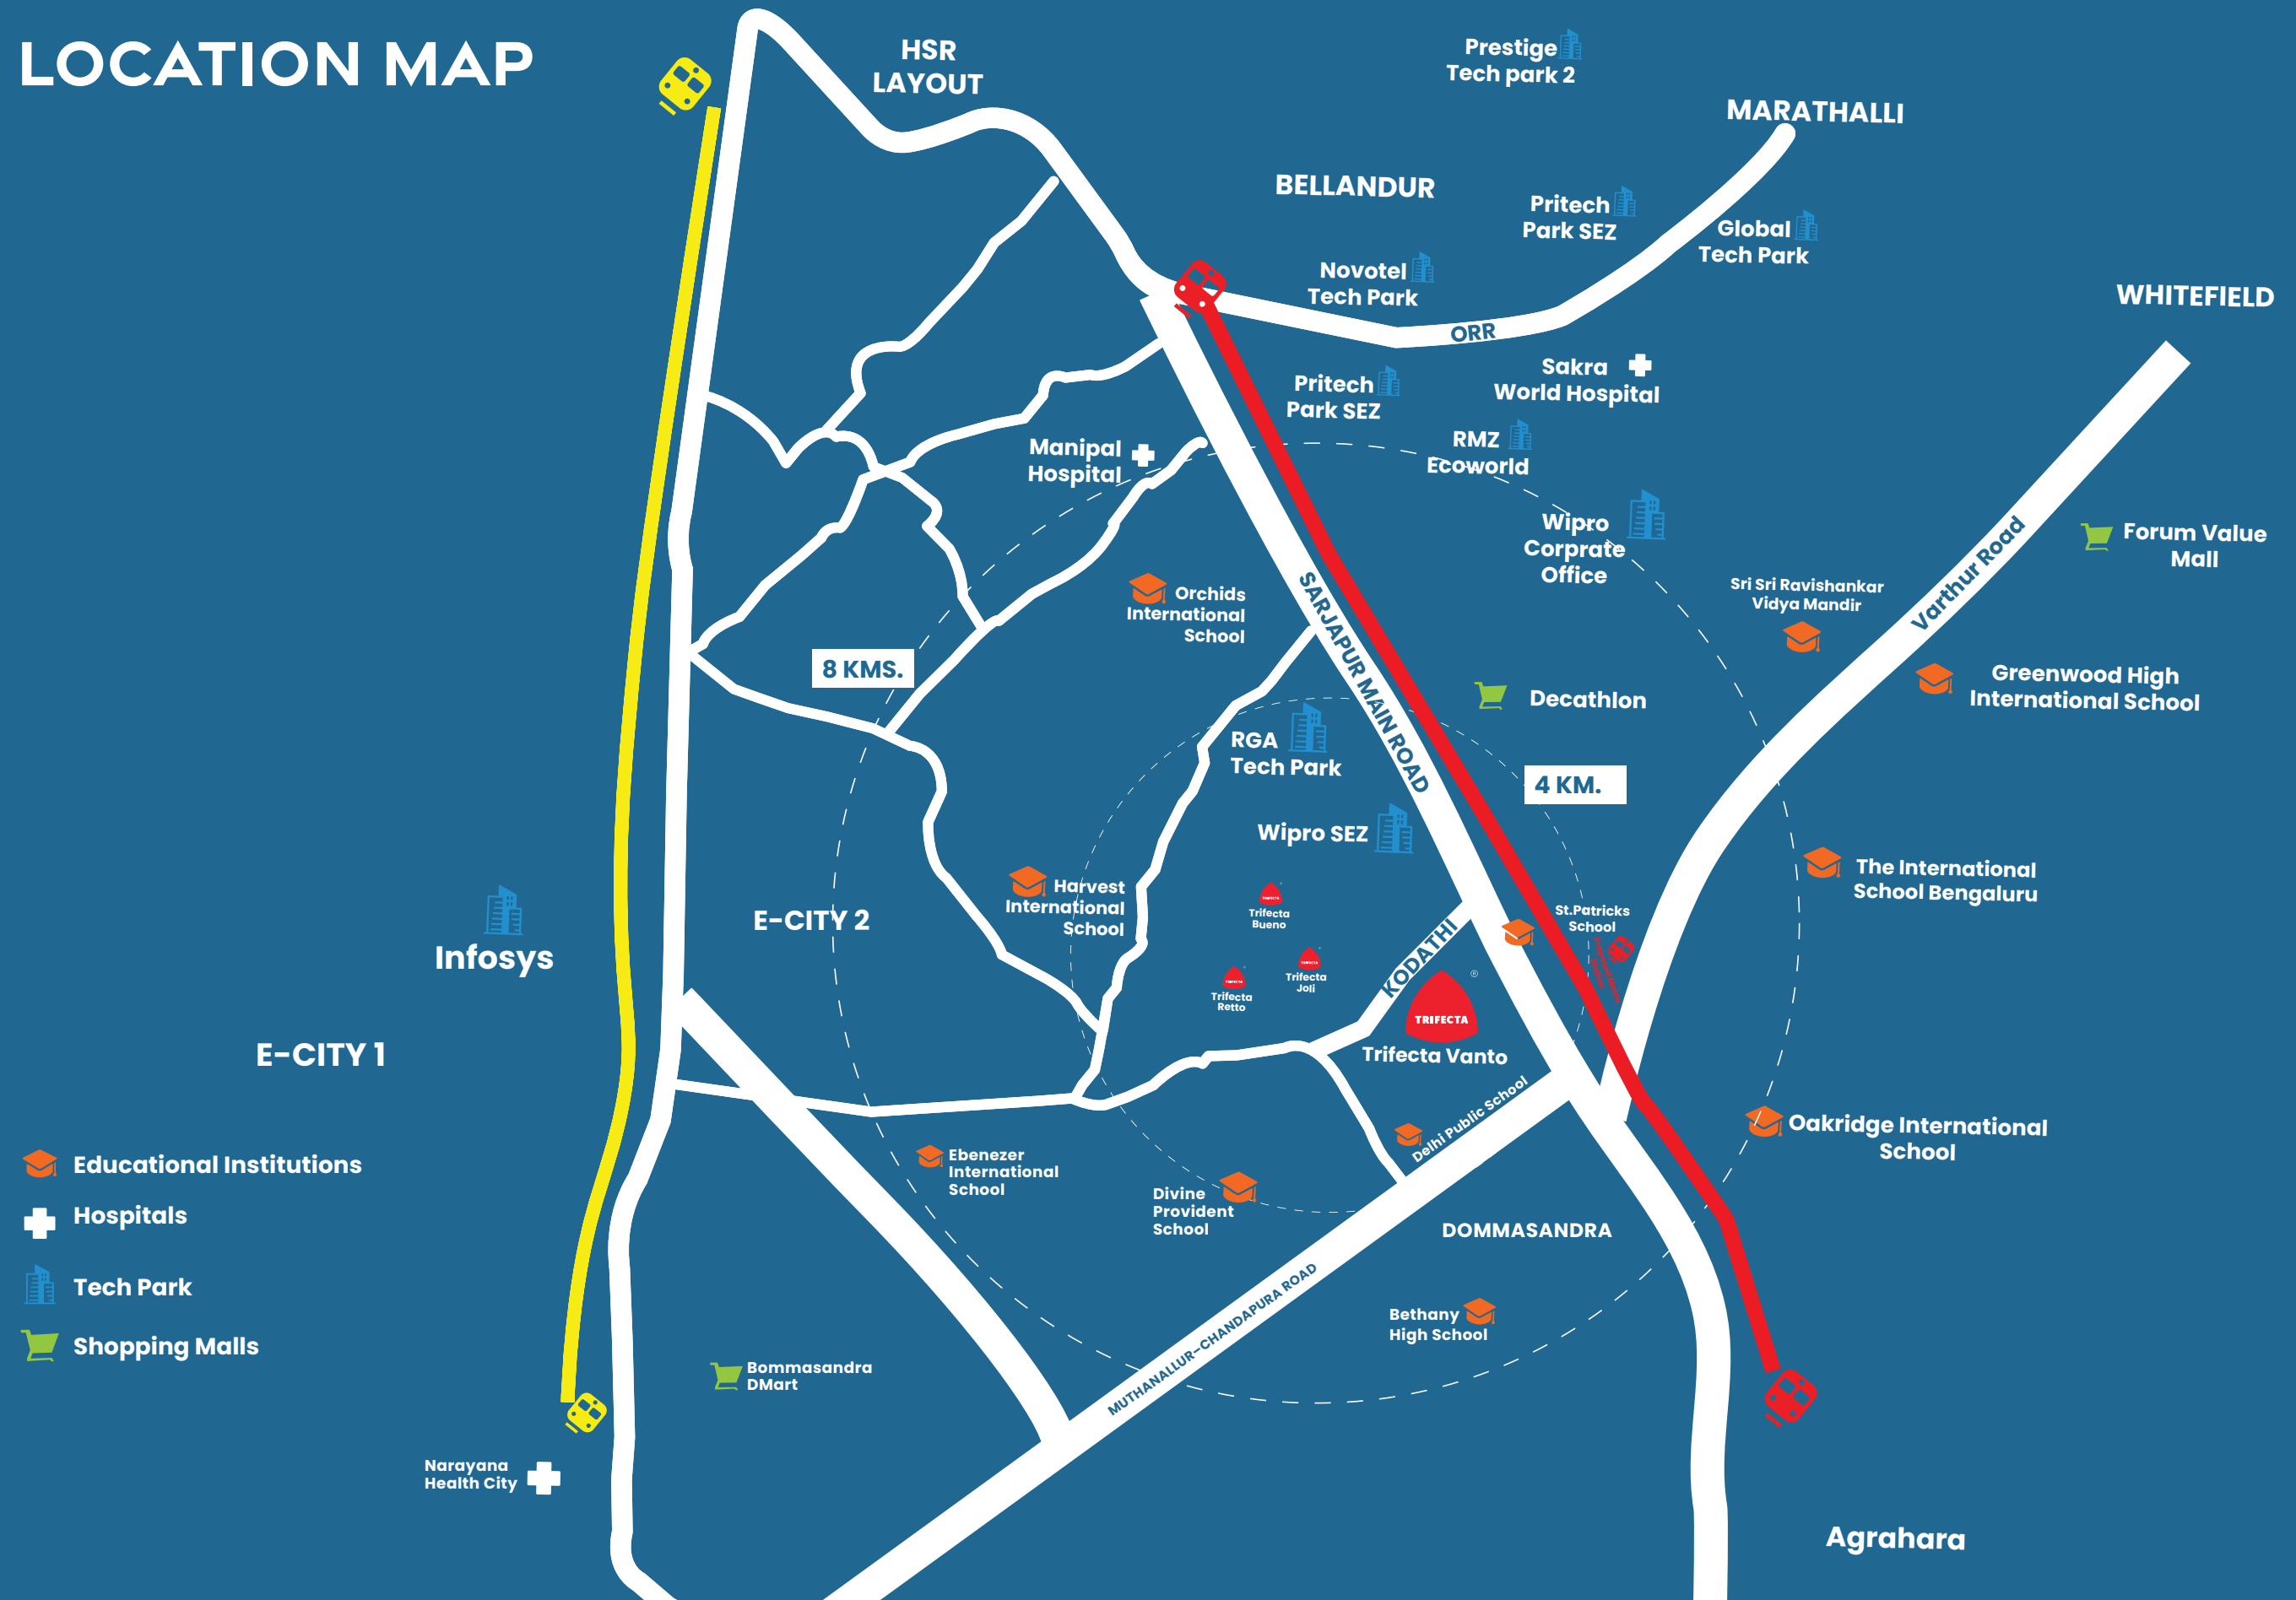 LOCATION MAP
HSR
LAYOUT
Prestige
Tech park 2
MARATHALLI
BELLANDUR
Pritech
Park SEZ
Global
Tech Park
Novotel
Tech Park
WHITEFIELD
ORR
Sakra
World Hospital
Pritech
Park SEZ
RMZ
Ecoworld
Manipal
Hospital
Wipro
Corprate
Office
Forum Value
Mall
Varthur Road
Sri Sri Ravishankar
Vidya Mandir
Orchids
International
School
SARJAPUR MAIN ROAD
8 KMS.
Greenwood High
International School
Decathlon
RGA
Tech Park
4 KM.
Wipro SEZ
The International
School Bengaluru
Harvest
International
School
E-CITY 2
TRIFECTA
Trifecta
Bueno
St.Patricks
School
KODATHI
Infosys
TRIFECTA
Trifecta
Joli
TRIFECTA
Trifecta
Retto
®
TRIFECTA
Trifecta Vanto
E-CITY 1
Delhi Public School
Oakridge International
School
Educational Institutions
Ebenezer
International
School
Divine
Provident
School
Hospitals
DOMMASANDRA
Tech Park
MUTHANALLUR-CHANDAPURA ROAD
Bethany
High School
Shopping Malls
Bommasandra
DMart
Narayana
Health City
Agrahara